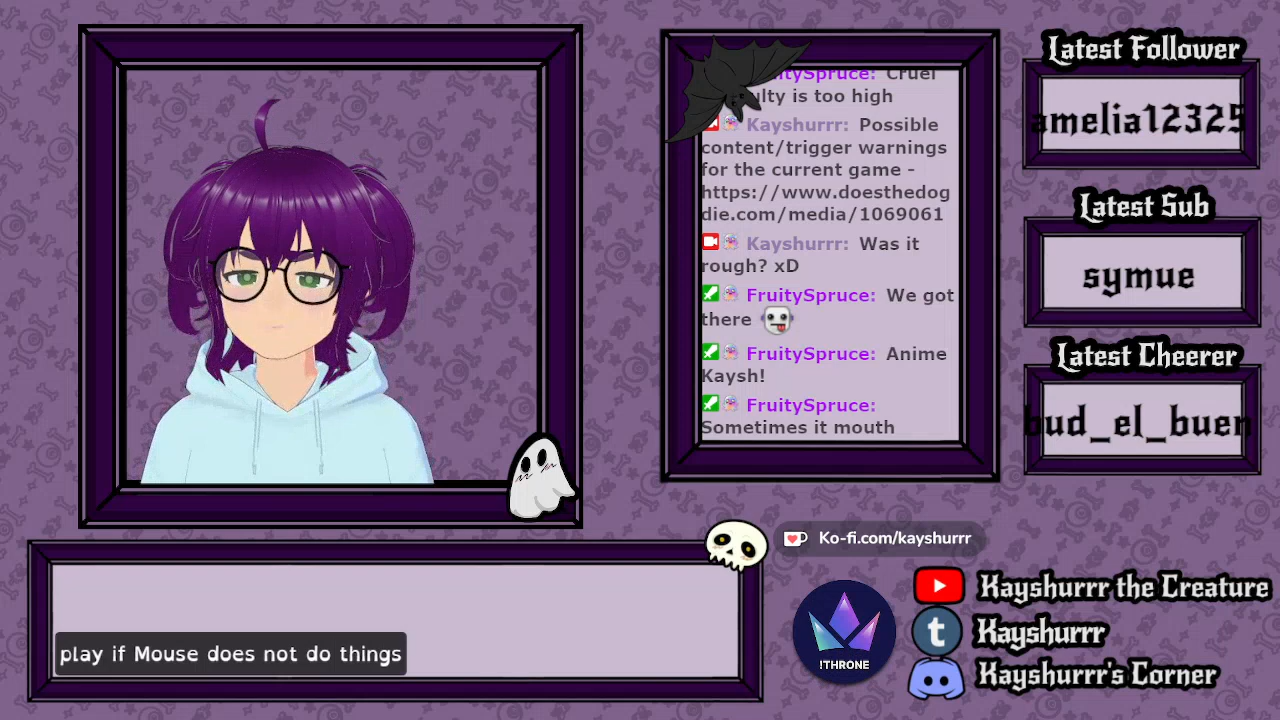 itySpruce: Cruel
ulty is too high
Kayshurrr: Possible
content/trigger warnings
for the current game -
https://www.doesthedog
die.com/media/1069061
Kayshurrr: Was it
rough? xD
FruitySpruce: We got
there
FruitySpruce: Anime
Kaysh!
FruitySpruce:
Sometimes it mouth
Latest Follower
amelia12325
Latest Sub
symue
Latest Cheerer
bud_el_buen
play if Mouse does not do things
Ko-fi.com/kayshurrr
!THRONE
Kayshurrr the Creature
t
Kayshurrr
Kayshurrr's Corner